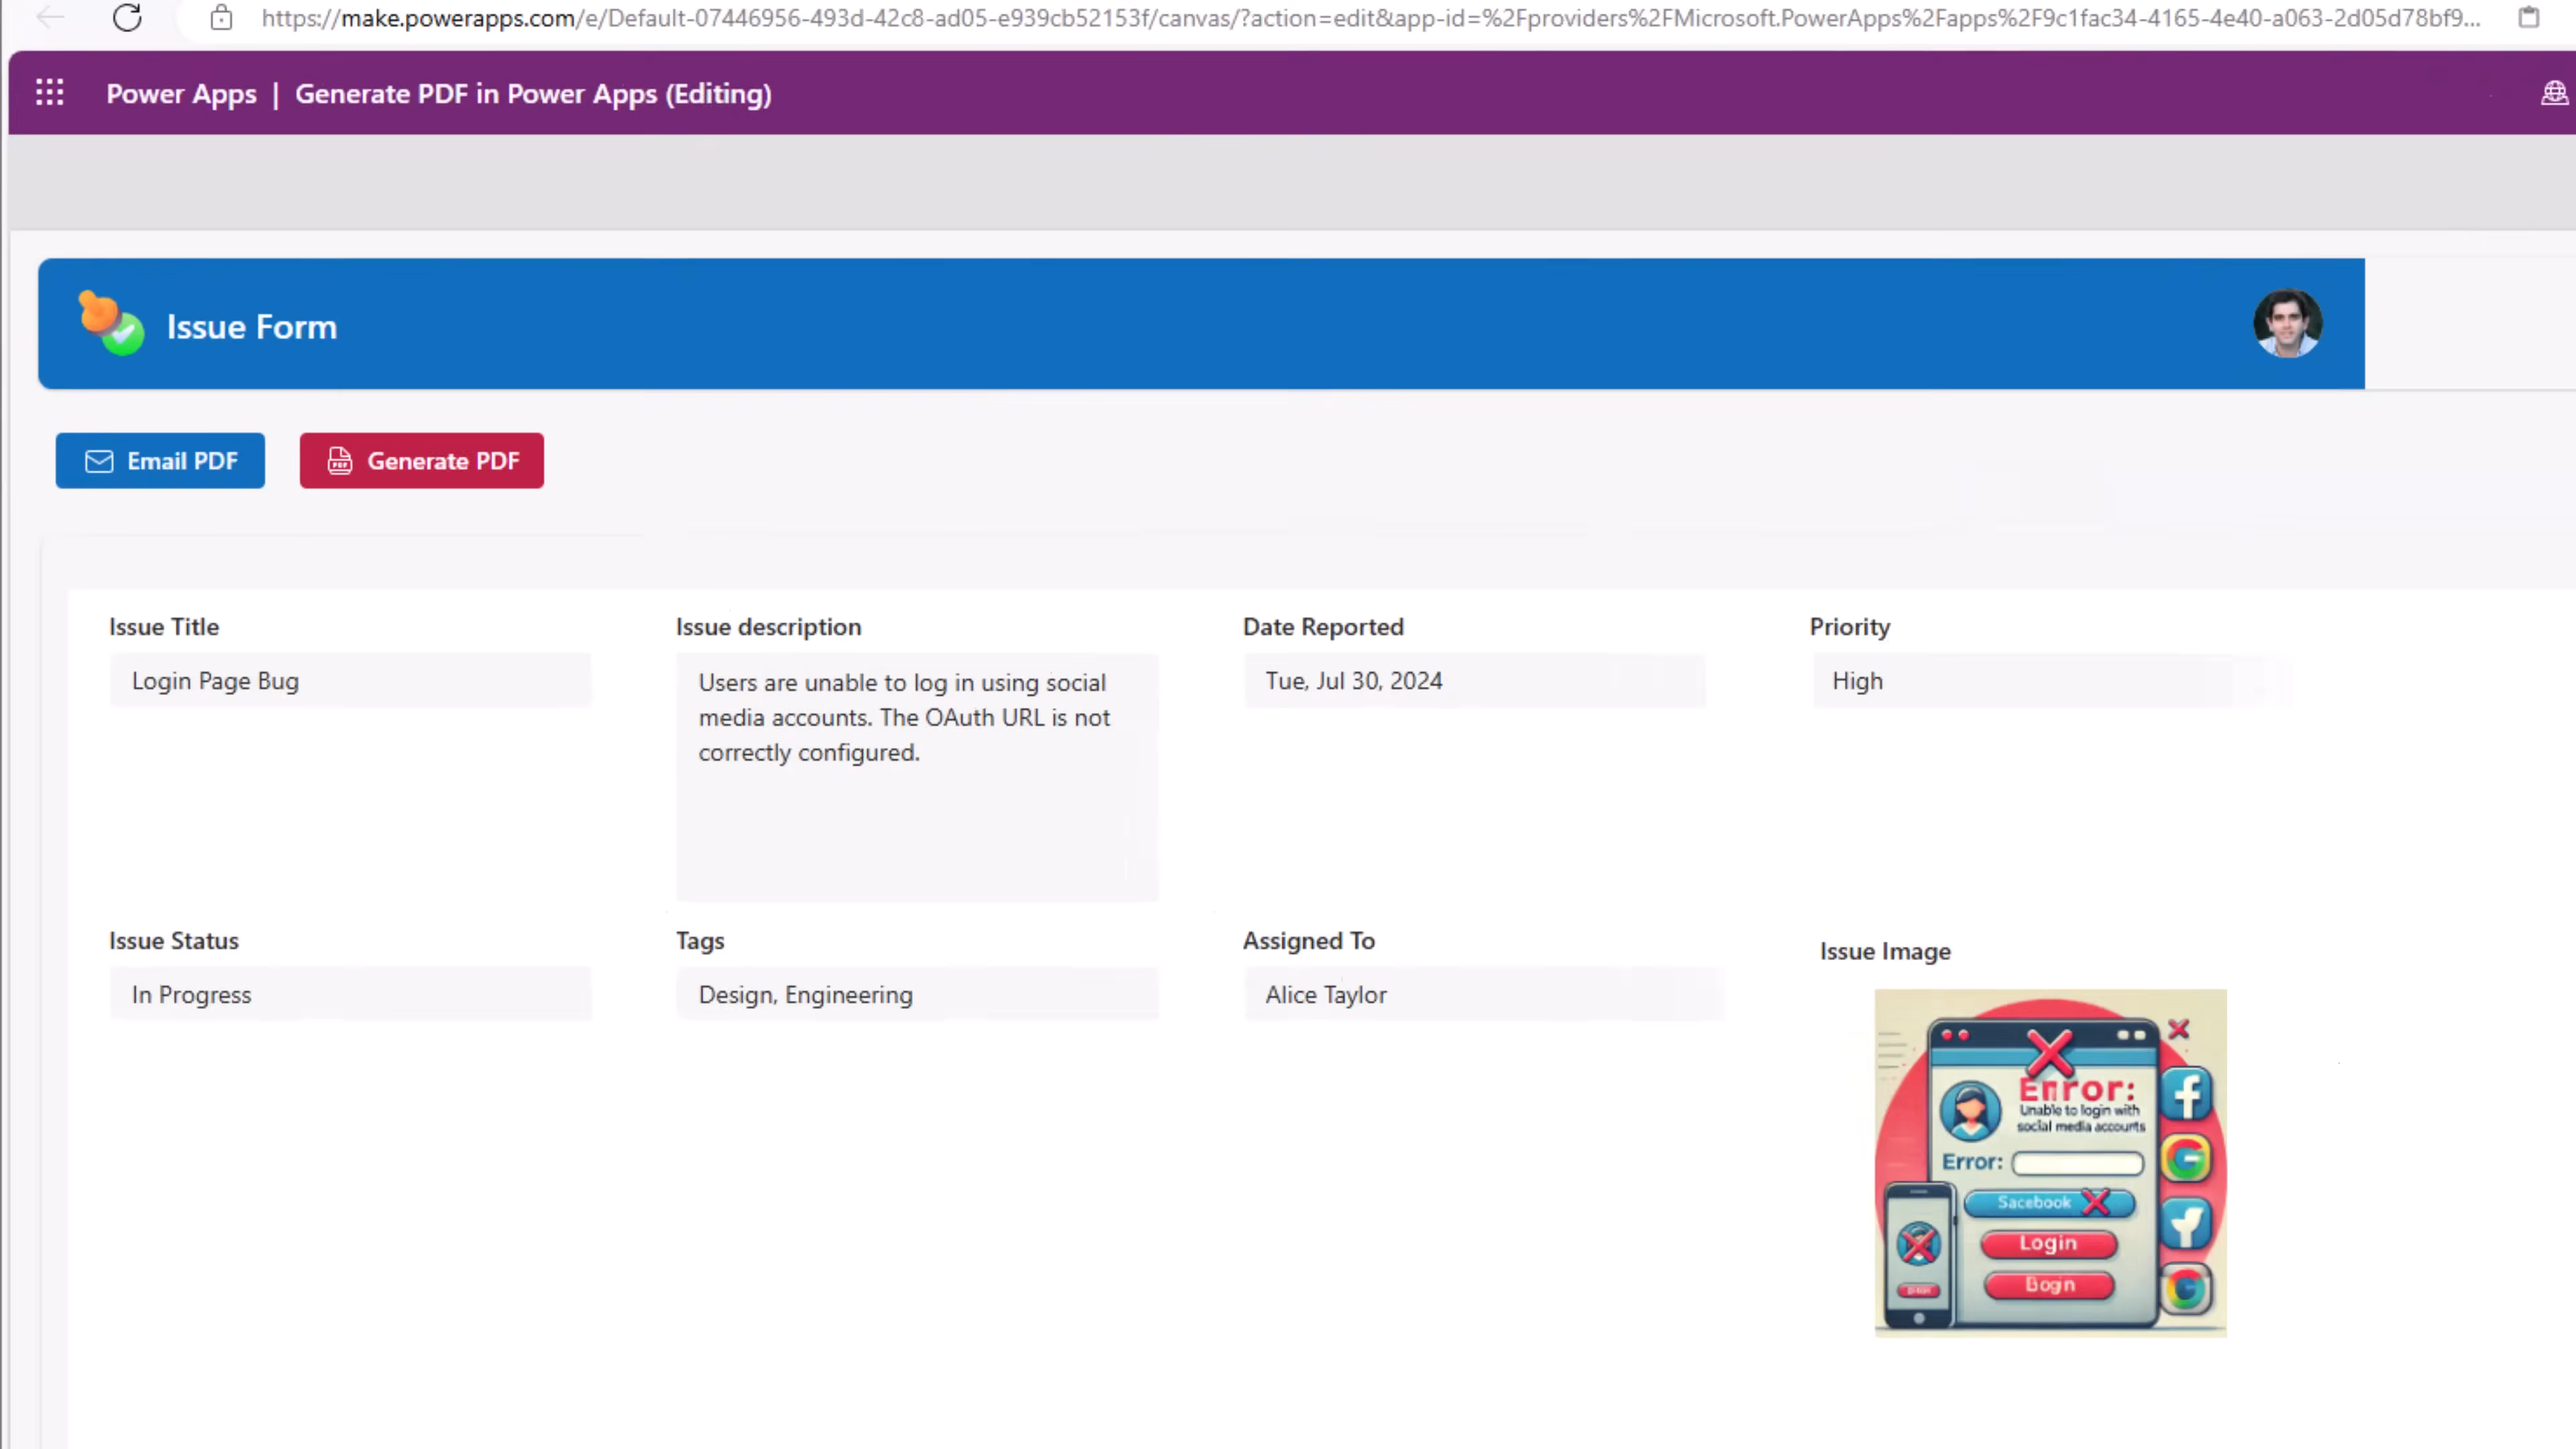 https://make.powerapps.com/e/Default-07446956-493d-42c8-ad05-e939cb52153f/canvas/?action=edit&app-id=%2Fproviders%2FMicrosoft.PowerApps%2Fapps%2F9c1fac34-4165-4e40-a063-2d05d78bf9...
Power Apps | Generate PDF in Power Apps (Editing)
Issue Form
Email PDF
PDF
Generate PDF
Issue Title
Login Page Bug
Issue description
Users are unable to log in using social
media accounts. The OAuth URL is not
correctly configured.
Date Reported
Tue, Jul 30, 2024
Priority
High
Issue Status
In Progress
Tags
Design, Engineering
Assigned To
Alice Taylor
Issue Image
Error:
Unable to login with
social media accounts
Error:
Sacebook
Login
Bogin